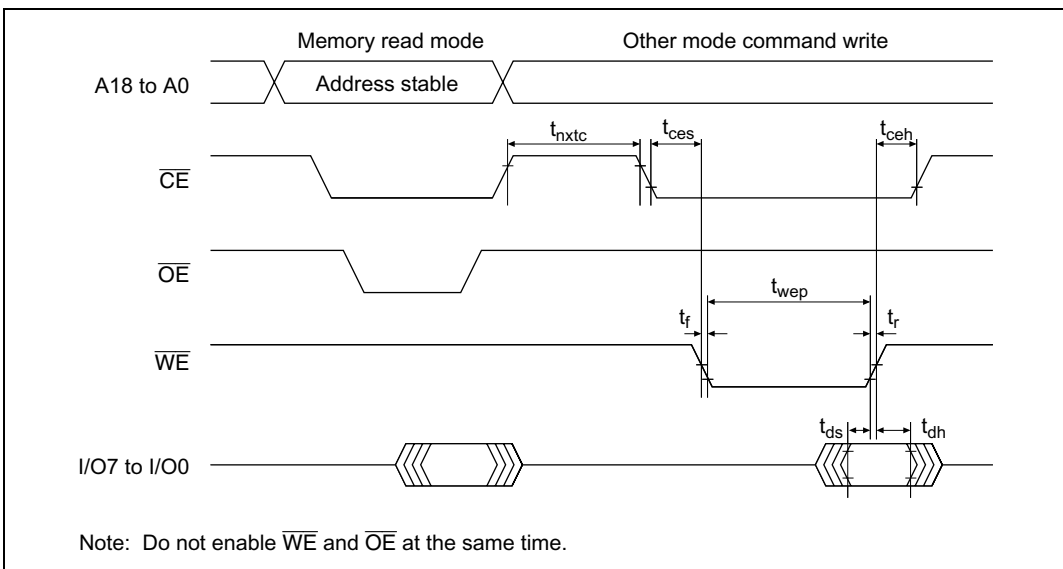 Memory read mode Other mode command write
A18 to A0 Address stable
tnxtc tces tceh
CE
OE
twep
tf tr
WE
tds tdh
I/O7 to I/O0
Note: Do not enable WE and OE at the same time.